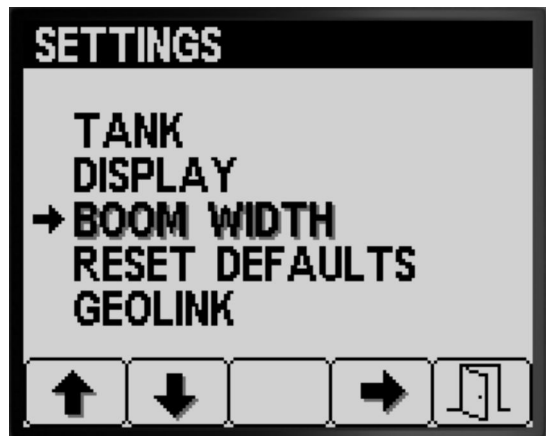 SETTINGS
TANK
DISPLAY
BOOM WIDTH
RESET DEFAULTS
GEOLINK